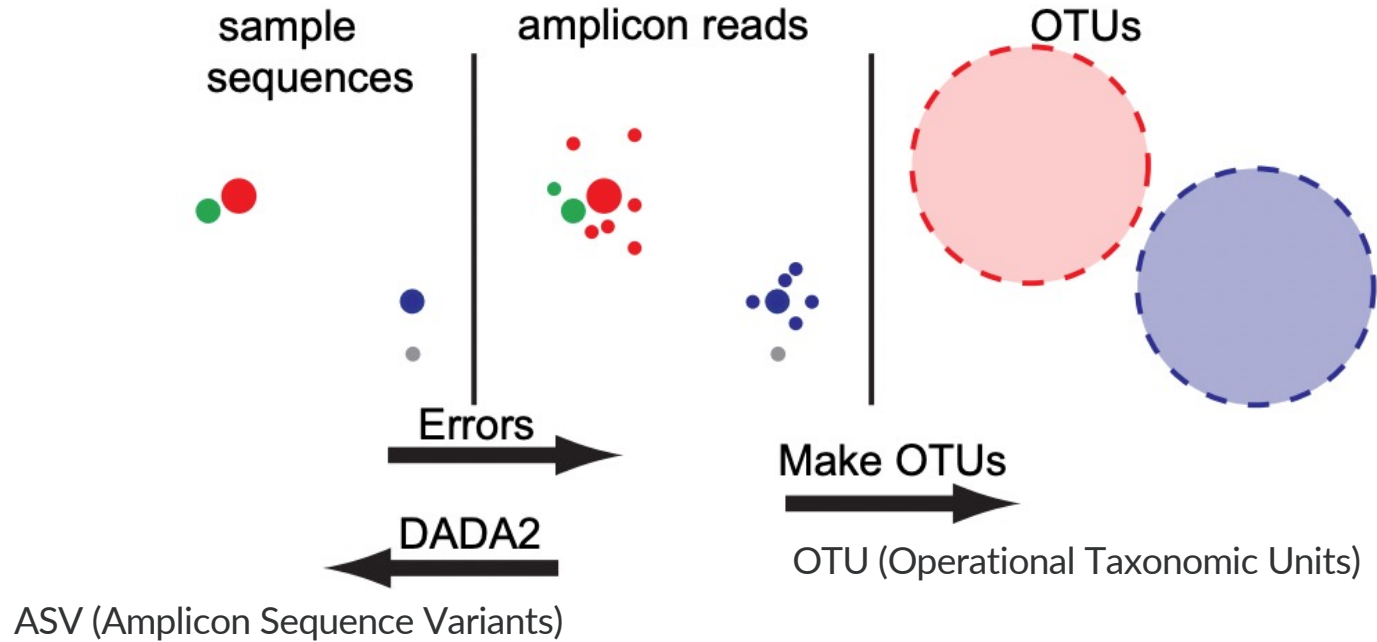 sample
sequences
amplicon reads
OTUs
Errors
Make OTUs
DADA2
OTU (Operational Taxonomic Units)
ASV (Amplicon Sequence Variants)